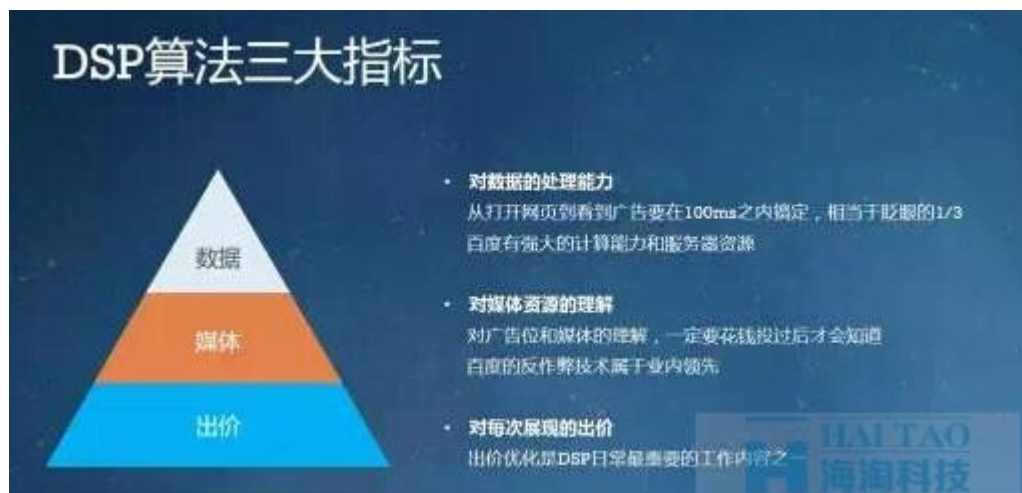 DSP算法三大指标
数据
媒体
出价
• 对数据的处理能力
从打开网页到看到广告要在100ms之内搞定，相当于眨眼的1/3
百度有强大的计算能力和服务器资源
• 对媒体资源的理解
对广告位和媒体的理解，一定要花钱投过后才会知道
百度的反作弊技术属于业内领先
• 对每次展现的出价
出价优化是DSP日常最重要的工作内容之一
HAI TAO
海淘科技